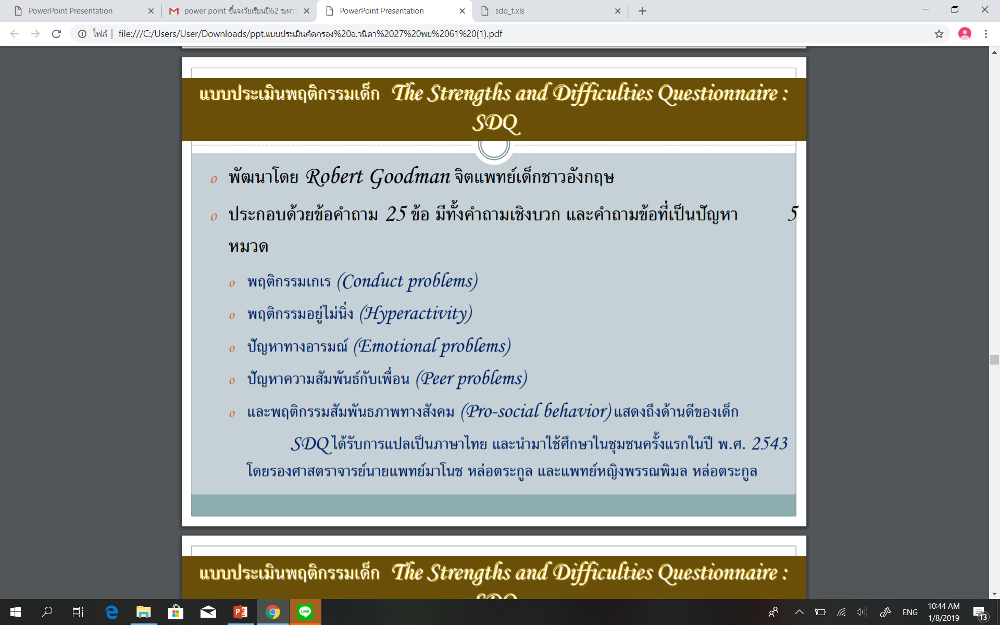 PowerPoint Presentation
power point ชี้แจงวัยเรียนปี62 ระหว่า
PowerPoint Presentation
sdq_t.xls
ไฟล์ | file:///C:/Users/User/Downloads/ppt.แบบประเมินคัดกรอง%20อ.วนิดา%2027%20พย%2061%20(1).pdf
แบบประเมินพฤติกรรมเด็ก The Strengths and Difficulties Questionnaire :
SDQ
o พัฒนาโดย Robert Goodman จิตแพทย์เด็กชาวอังกฤษ
o ประกอบด้วยข้อคำถาม 25 ข้อ มีทั้งคำถามเชิงบวก และคำถามข้อที่เป็นปัญหา 5
หมวด
o พฤติกรรมเกเร (Conduct problems)
o พฤติกรรมอยู่ไม่นิ่ง (Hyperactivity)
o ปัญหาทางอารมณ์ (Emotional problems)
o ปัญหาความสัมพันธ์กับเพื่อน (Peer problems)
o และพฤติกรรมสัมพันธภาพทางสังคม (Pro-social behavior) แสดงถึงด้านดีของเด็ก
SDQ ได้รับการแปลเป็นภาษาไทย และนำมาใช้ศึกษาในชุมชนครั้งแรกในปี พ.ศ. 2543
โดยรองศาสตราจารย์นายแพทย์มาโนช หล่อตระกูล และแพทย์หญิงพรรณพิมล หล่อตระกูล
แบบประเมินพฤติกรรมเด็ก The Strengths and Difficulties Questionnaire :
SDQ
LINE
ENG
10:44 AM
1/8/2019
13